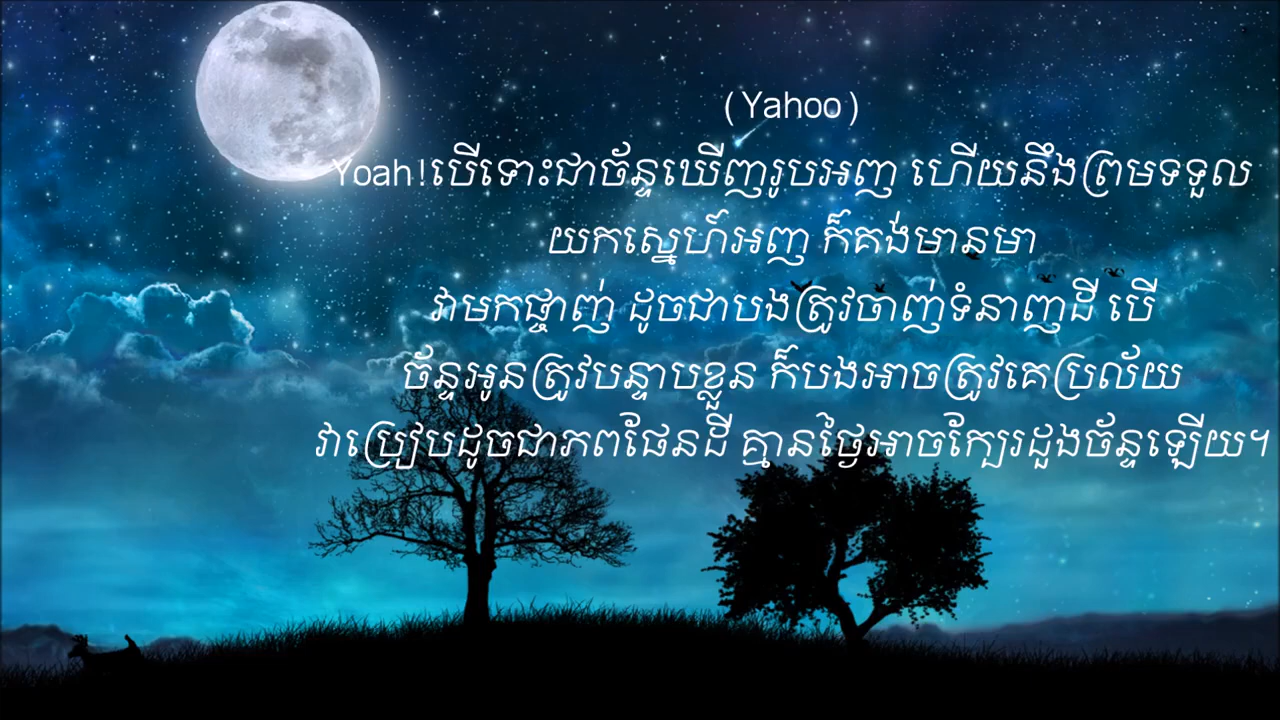 (Yahoo)
Yoah!បើទោះជាច័ន្ទឃើញរូបអញ ហើយនឹងព្រមទទួល
យកស្នេហ៍អញ ក៏គង់មានមា
វាមកផ្ចាញ់ ដូចជាបងត្រូវចាញ់ទំនាញដី បើ
ច័ន្ទអូនត្រូវបន្ទាបខ្លួន ក៏បងអាចត្រូវគេប្រល័យ
វាប្រៀបដូចជាភពផែនដី គ្មានថ្ងៃអាចក្បែរដួងច័ន្ទឡើយ។